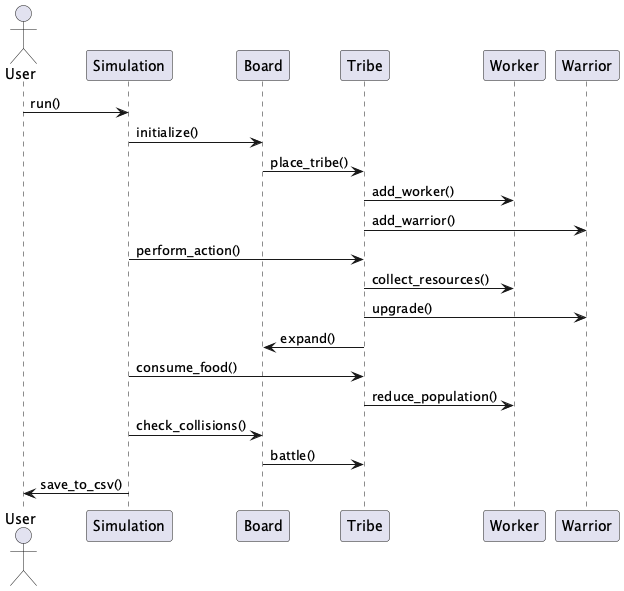 User
Simulation
Board
Tribe
Worker
Warrior
run()
initialize()
place_tribe()
add_worker()
add_warrior()
perform_action()
collect_resources()
upgrade()
expand()
consume_food()
reduce_population()
check_collisions()
battle()
save_to_csv()
User
Simulation
Board
Tribe
Worker
Warrior